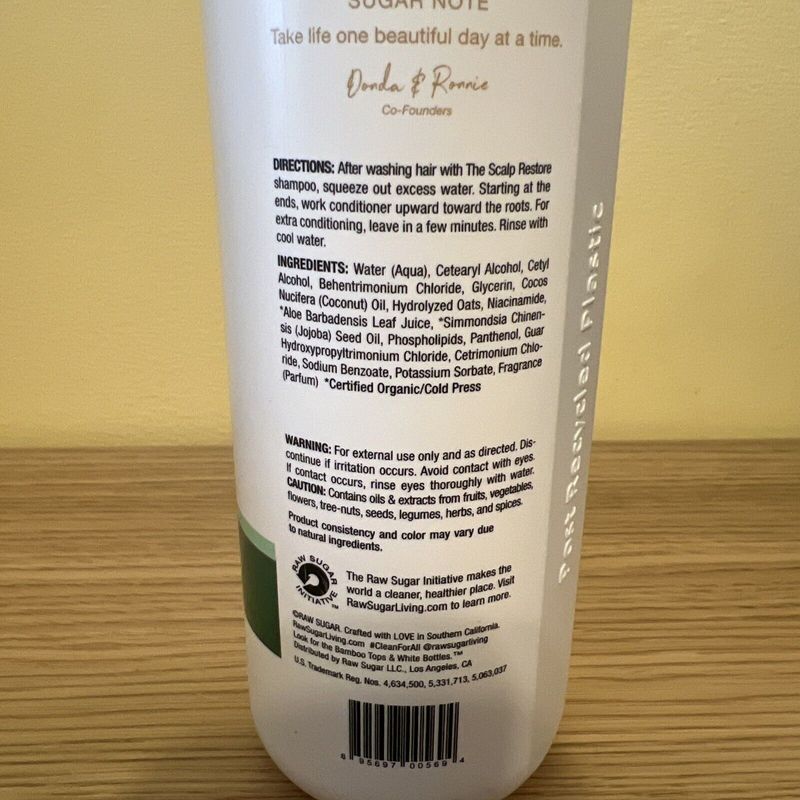 SUGAR NOTE
Take life one beautiful day at a time.
Donda & Ronnie
Co-Founders
DIRECTIONS: After washing hair with The Scalp Restore
shampoo, squeeze out excess water. Starting at the
ends, work conditioner upward toward the roots. For
extra conditioning, leave in a few minutes. Rinse with
cool water.
INGREDIENTS: Water (Aqua), Cetearyl Alcohol, Cetyl
Alcohol, Behentrimonium Chloride, Glycerin, Cocos
Nucifera (Coconut) Oil, Hydrolyzed Oats, Niacinamide,
*Aloe Barbadensis Leaf Juice, *Simmondsia Chinen-
sis (Jojoba) Seed Oil, Phospholipids, Panthenol, Guar
Hydroxypropyltrimonium Chloride, Cetrimonium Chlo-
ride, Sodium Benzoate, Potassium Sorbate, Fragrance
(Parfum) *Certified Organic/Cold Press
WARNING: For external use only and as directed. Dis-
continue if irritation occurs. Avoid contact with eyes.
If contact occurs, rinse eyes thoroughly with water.
CAUTION: Contains oils & extracts from fruits, vegetables,
flowers, tree-nuts, seeds, legumes, herbs, and spices.
Product consistency and color may vary due
to natural ingredients.
RAW SUGAR INITIATIVE ™
The Raw Sugar Initiative makes the
world a cleaner, healthier place. Visit
RawSugarLiving.com to learn more.
©RAW SUGAR. Crafted with LOVE in Southern California.
RawSugarLiving.com #CleanForAll @rawsugarliving
Look for the Bamboo Tops & White Bottles.™
Distributed by Raw Sugar LLC., Los Angeles, CA
U.S. Trademark Reg. Nos. 4,634,500, 5,331,713, 5,063,037
8 95697 00569 4
Post Recycled Plastic